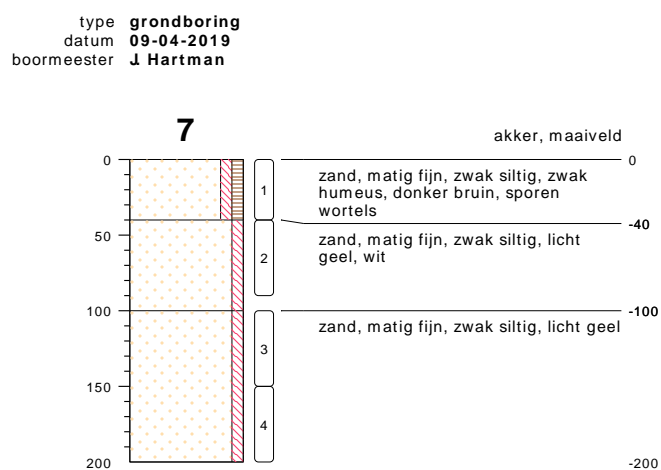 type grondboring
datum 09-04-2019
boormeester J. Hartman
7
akker, maaiveld
0
0
1
zand, matig fijn, zwak siltig, zwak
humeus, donker bruin, sporen
wortels
-40
50
2
zand, matig fijn, zwak siltig, licht
geel, wit
100
-100
3
zand, matig fijn, zwak siltig, licht geel
150
4
200
-200